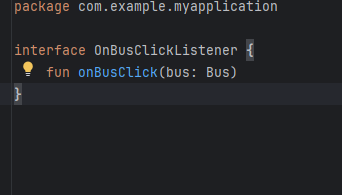 package com.example.myapplication
interface OnBusClickListener {
fun onBusClick(bus: Bus)
}